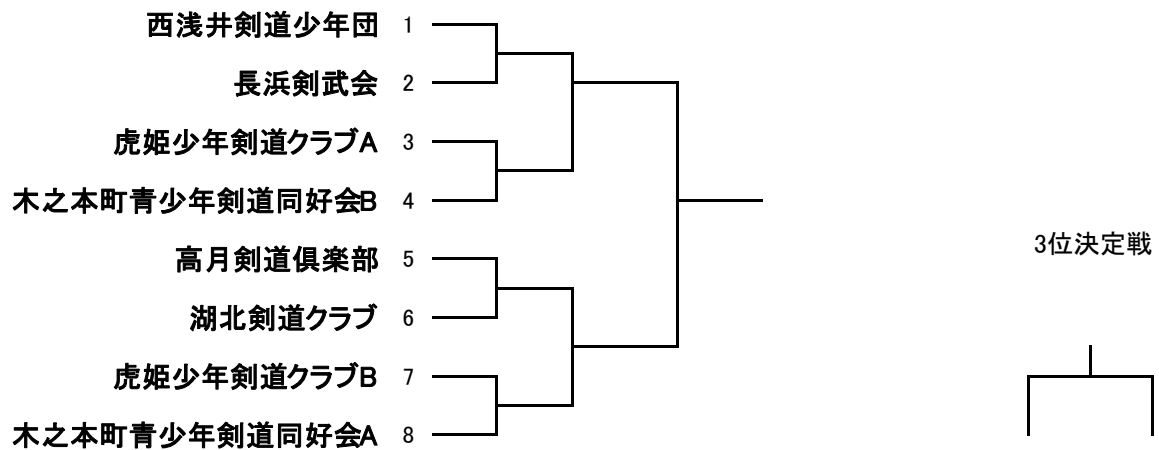 西浅井剣道少年団 1
長浜剣武会 2
虎姫少年剣道クラブA 3
木之本町青少年剣道同好会B 4
3位決定戦
高月剣道倶楽部 5
湖北剣道クラブ 6
虎姫少年剣道クラブB 7
木之本町青少年剣道同好会A 8